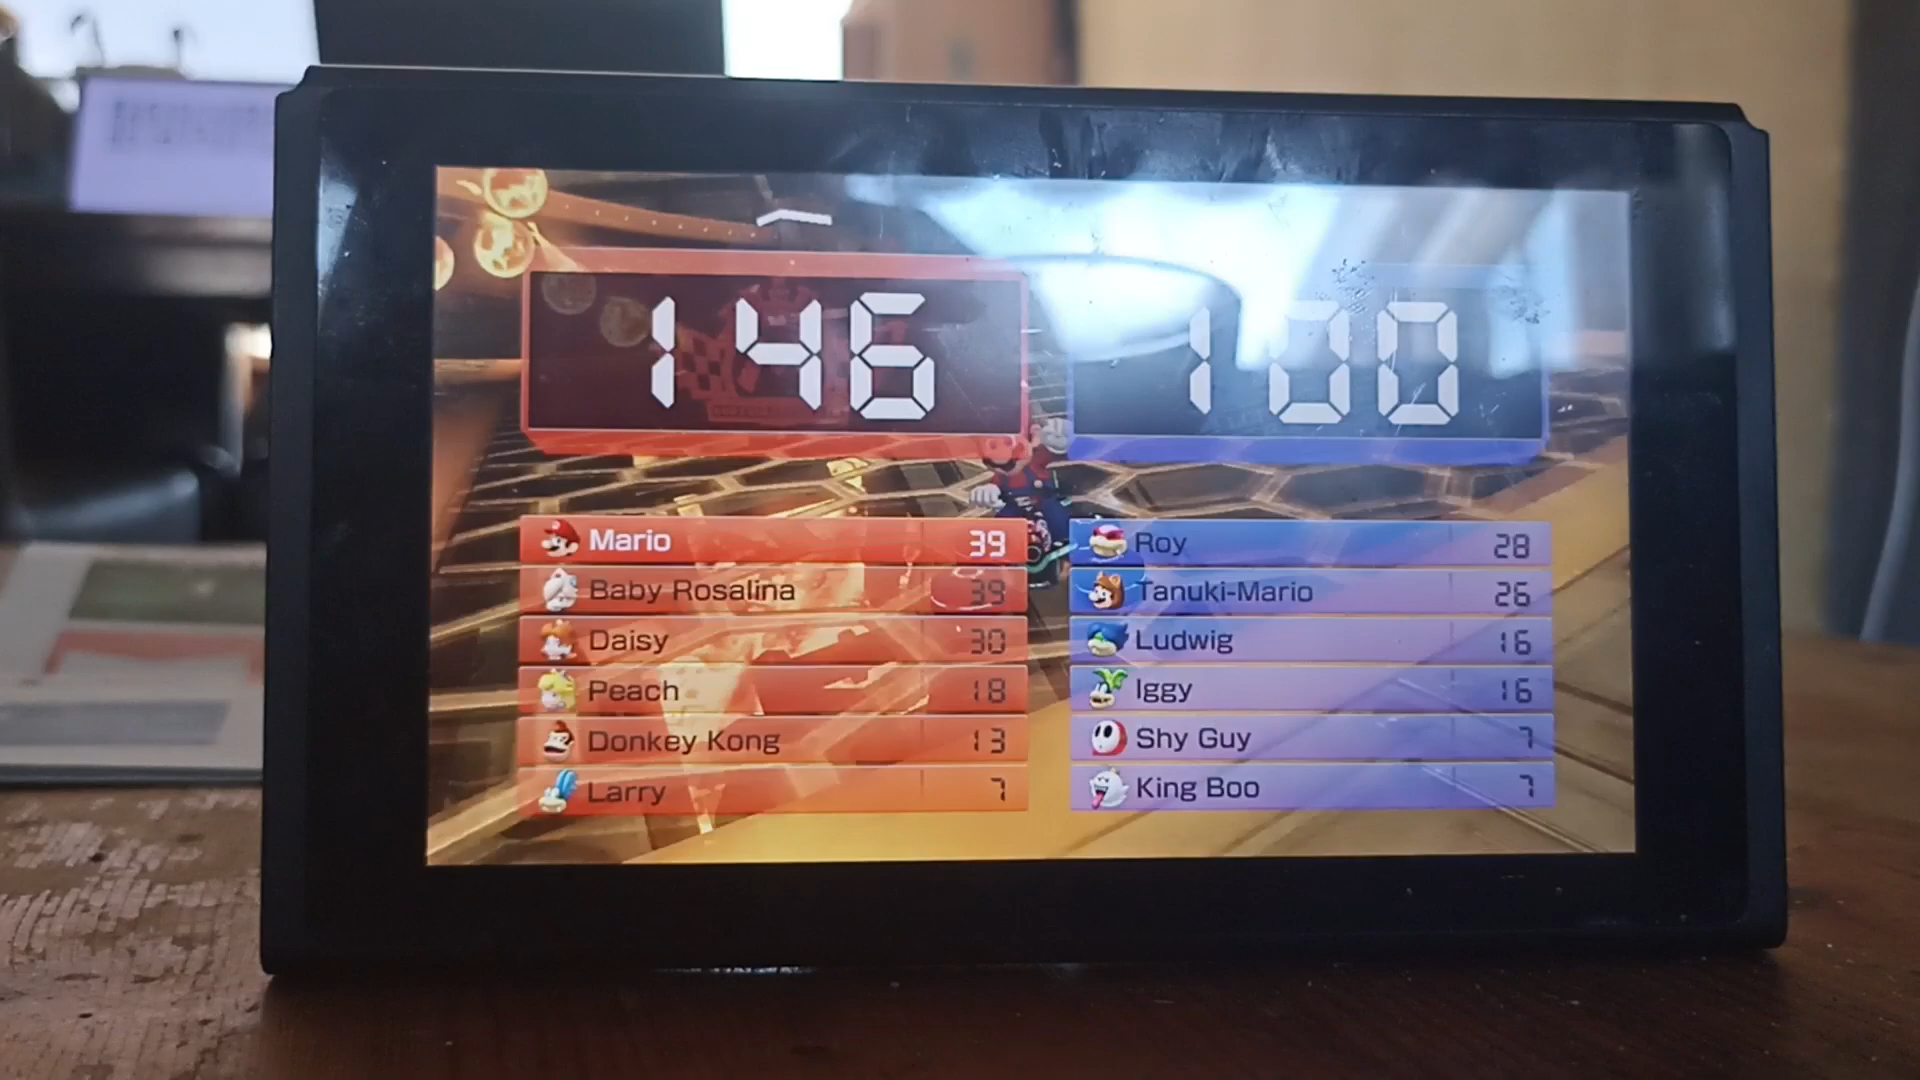 146
100
Mario 39
Baby Rosalina 39
Daisy 30
Peach 18
Donkey Kong 13
Larry 7
Roy 28
Tanuki-Mario 26
Ludwig 16
Iggy 16
Shy Guy 7
King Boo 7